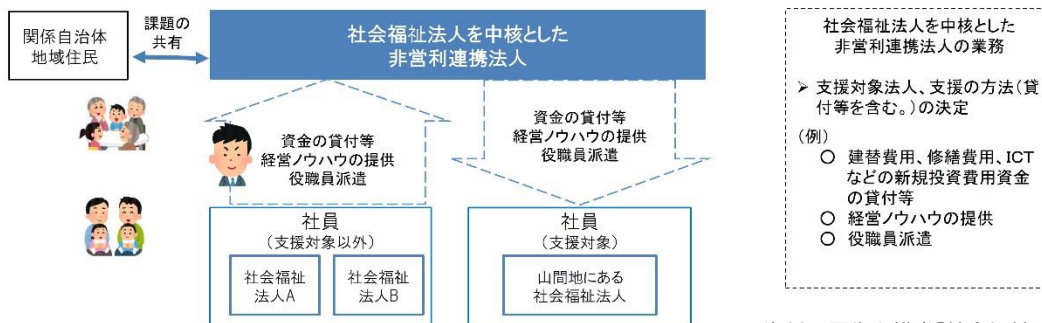 関係自治体
地域住民
課題の
共有
社会福祉法人を中核とした
非営利連携法人
資金の貸付等
経営ノウハウの提供
役職員派遣
資金の貸付等
経営ノウハウの提供
役職員派遣
社員
(支援対象以外)
社会福祉
法人A
社会福祉
法人B
社員
(支援対象)
山間地にある
社会福祉法人
社会福祉法人を中核とした
非営利連携法人の業務
➢ 支援対象法人、支援の方法(貸
付等を含む。)の決定
(例)
○ 建替費用、修繕費用、ICT
などの新規投資費用資金
の貸付等
○ 経営ノウハウの提供
○ 役職員派遣